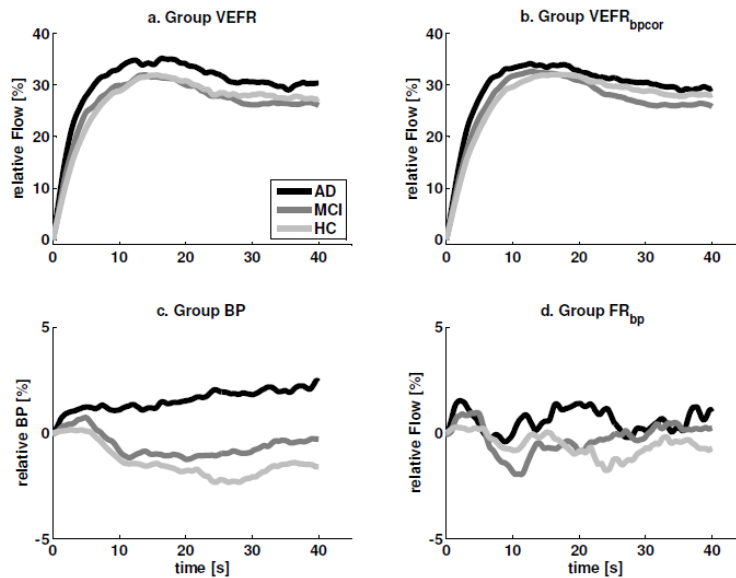 a. Group VEFR
relative Flow [%]
40
30
20
10
0
0 10 20 30 40
AD
MCI
HC
b. Group VEFRbpcor
relative Flow [%]
40
30
20
10
0
0 10 20 30 40
c. Group BP
relative BP [%]
5
0
-5
0 10 20 30 40
time [s]
d. Group FRbp
relative Flow [%]
5
0
-5
0 10 20 30 40
time [s]